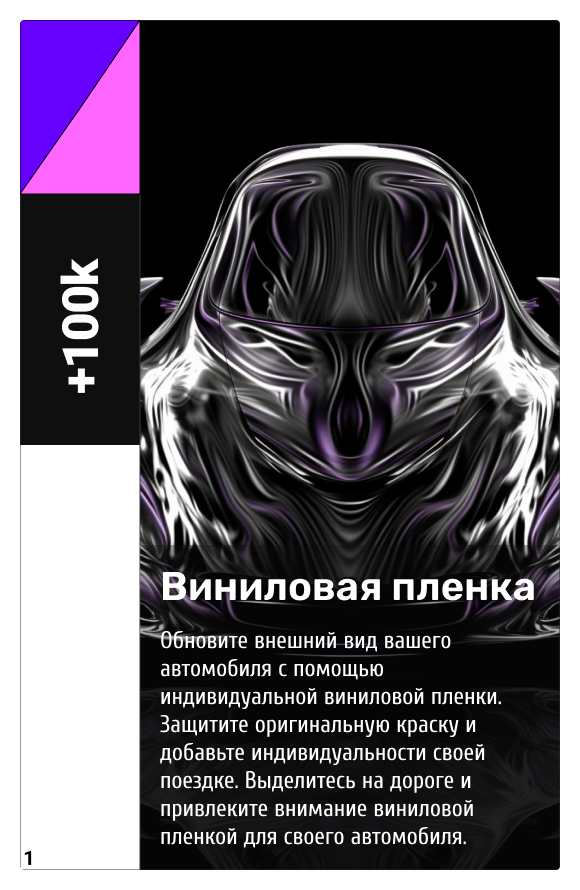 +100k
Виниловая пленка
Обновите внешний вид вашего
автомобиля с помощью
индивидуальной виниловой пленки.
Защитите оригинальную краску и
добавьте индивидуальности своей
поездке. Выделитесь на дороге и
привлеките внимание виниловой
пленкой для своего автомобиля.
1